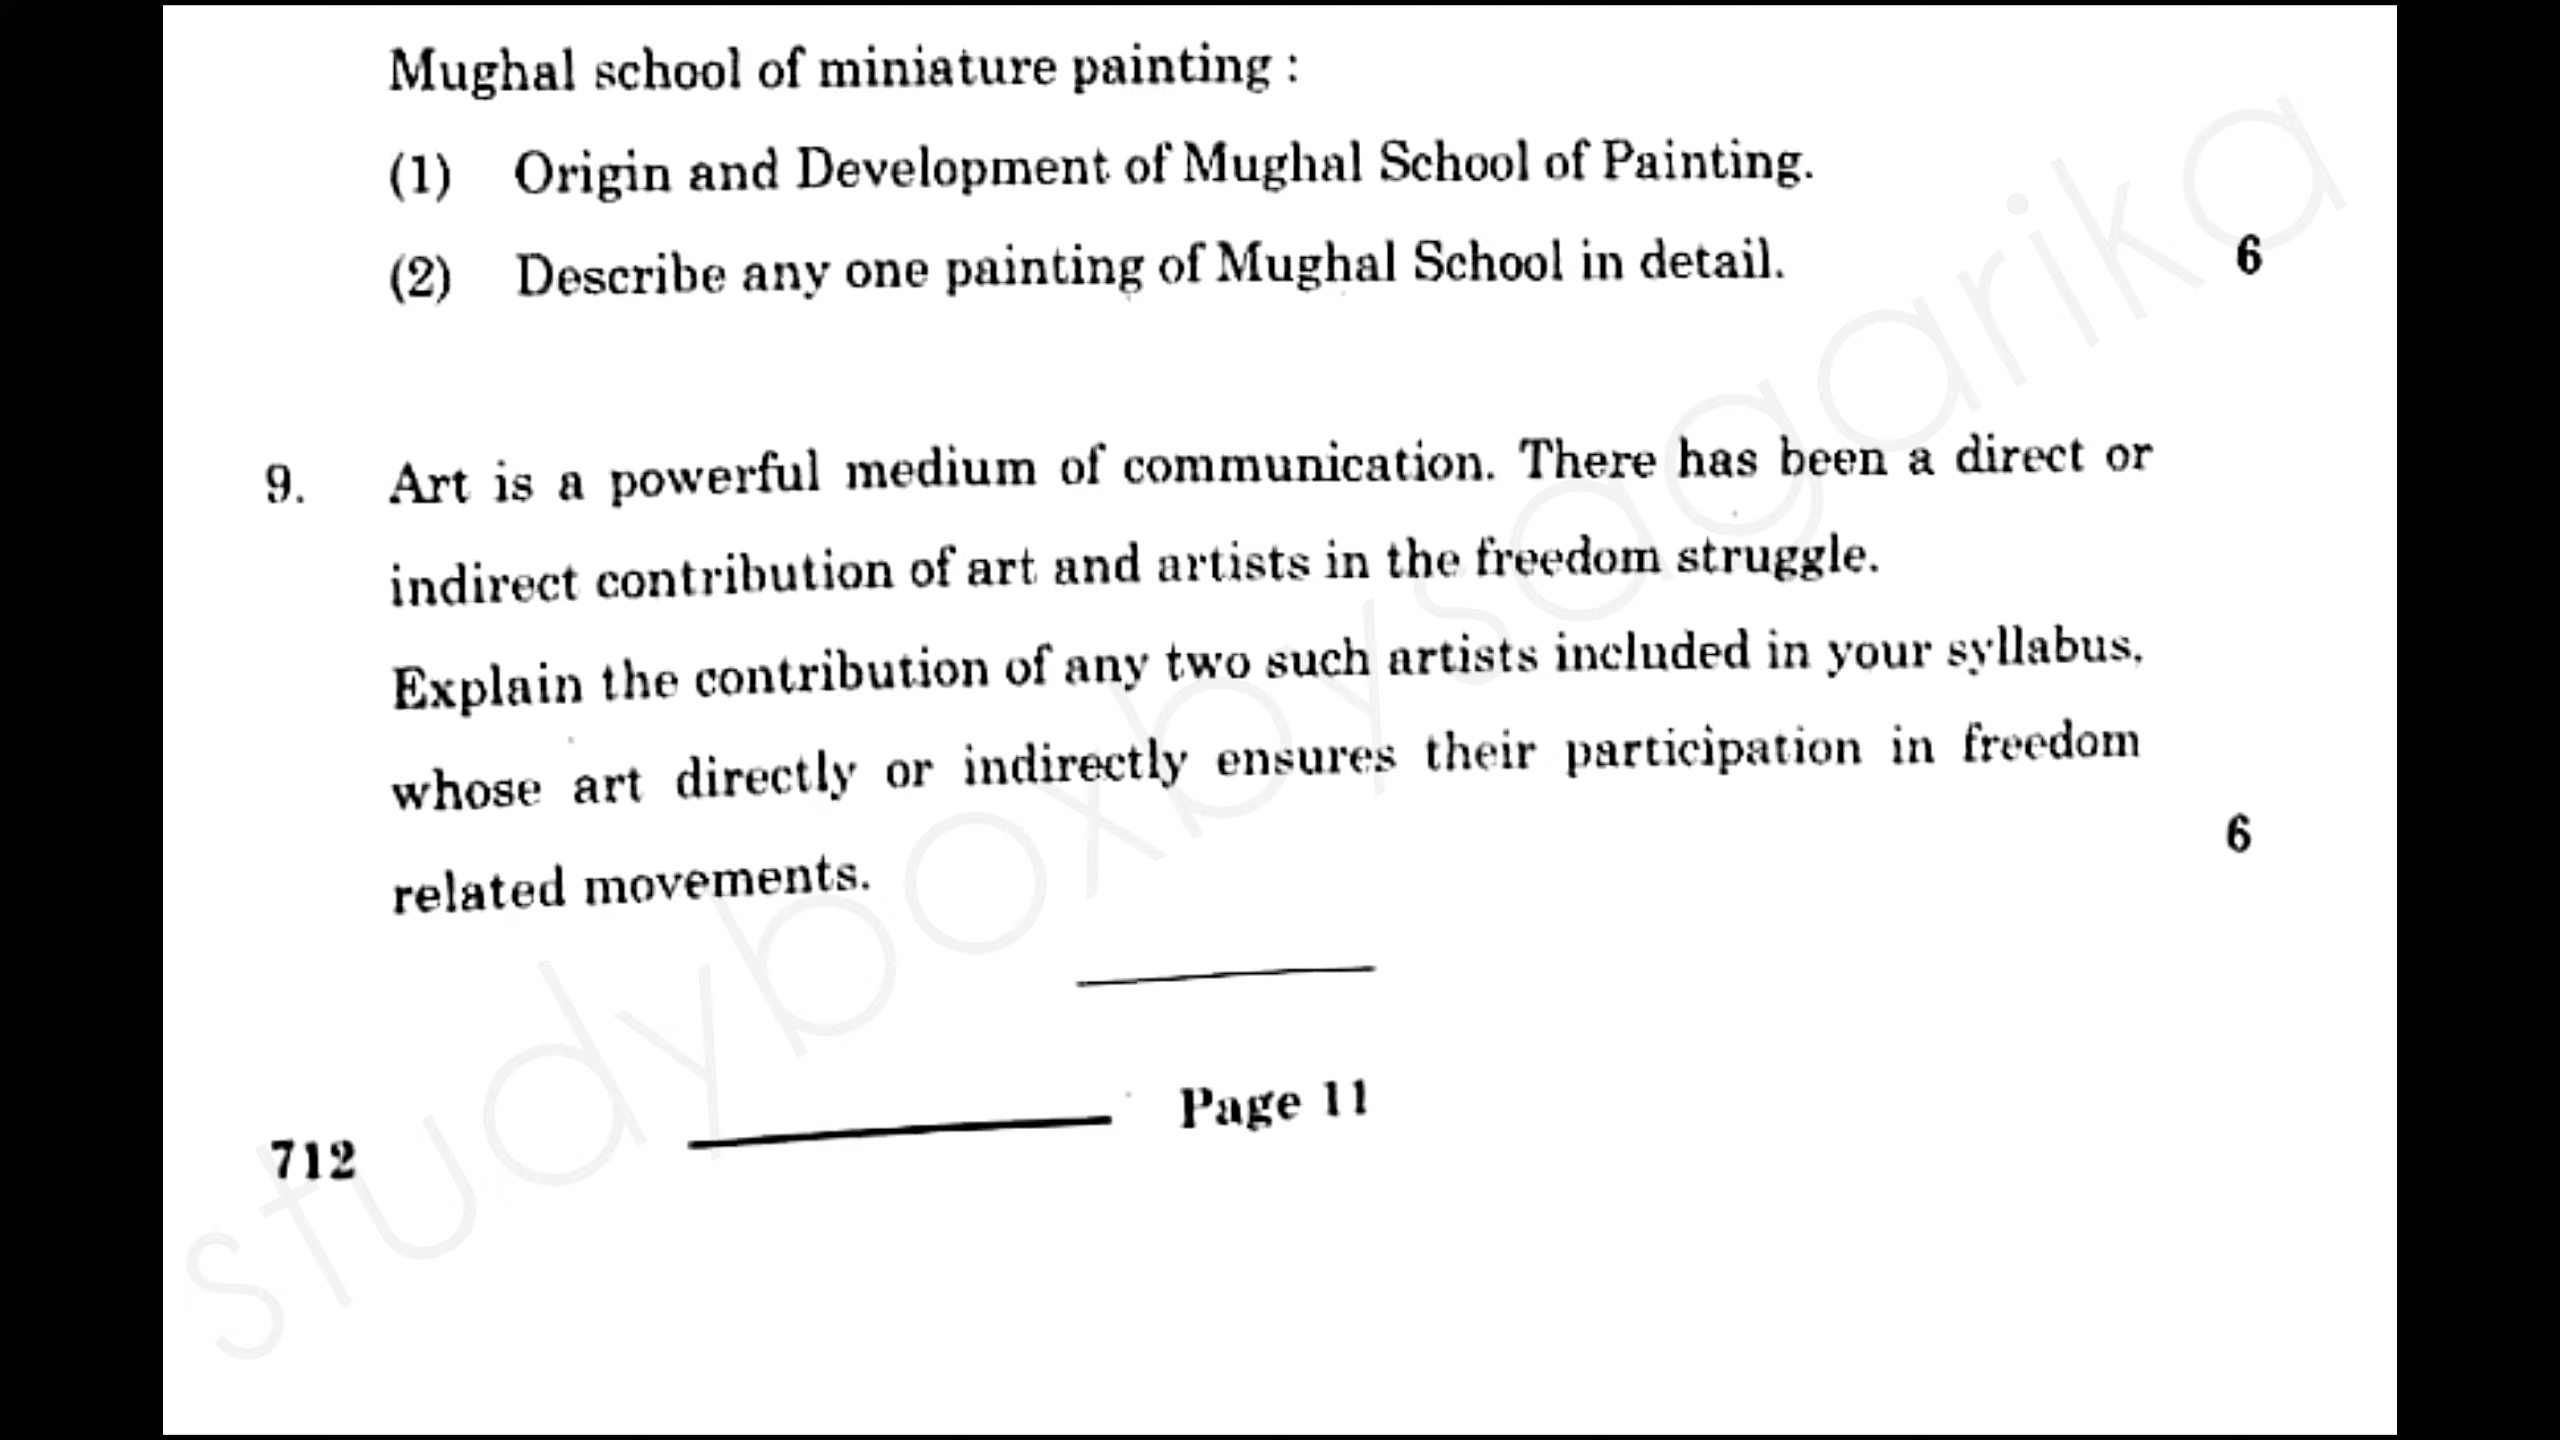 Mughal school of miniature painting :
(1) Origin and Development of Mughal School of Painting.
(2) Describe any one painting of Mughal School in detail. 6
9. Art is a powerful medium of communication. There has been a direct or
indirect contribution of art and artists in the freedom struggle.
Explain the contribution of any two such artists included in your syllabus,
whose art directly or indirectly ensures their participation in freedom
related movements. 6
712 Page 11
studyboxbysagarika